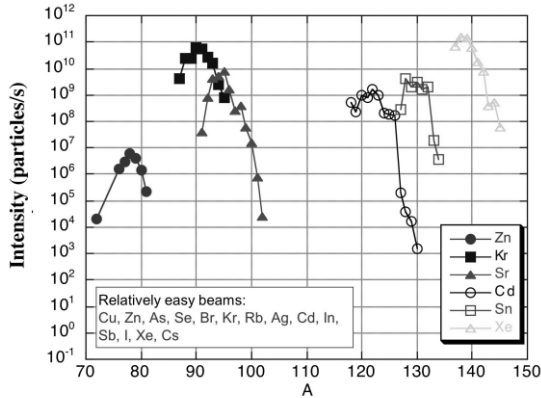 10¹²
10¹¹
10¹⁰
10⁹
10⁸
10⁷
10⁶
10⁵
10⁴
10³
10²
10¹
10⁰
10⁻¹
Intensity (particles/s)
Relatively easy beams:
Cu, Zn, As, Se, Br, Kr, Rb, Ag, Cd, In,
Sb, I, Xe, Cs
Zn
Kr
Sr
Cd
Sn
Xe
70 80 90 100 110 120 130 140 150
A